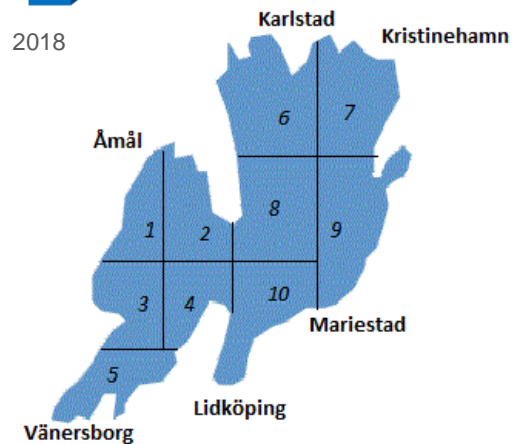 Karlstad
2018
Kristinehamn
6
7
Åmål
8
1
2
9
3
4
10
Mariestad
5
Lidköping
Vänersborg